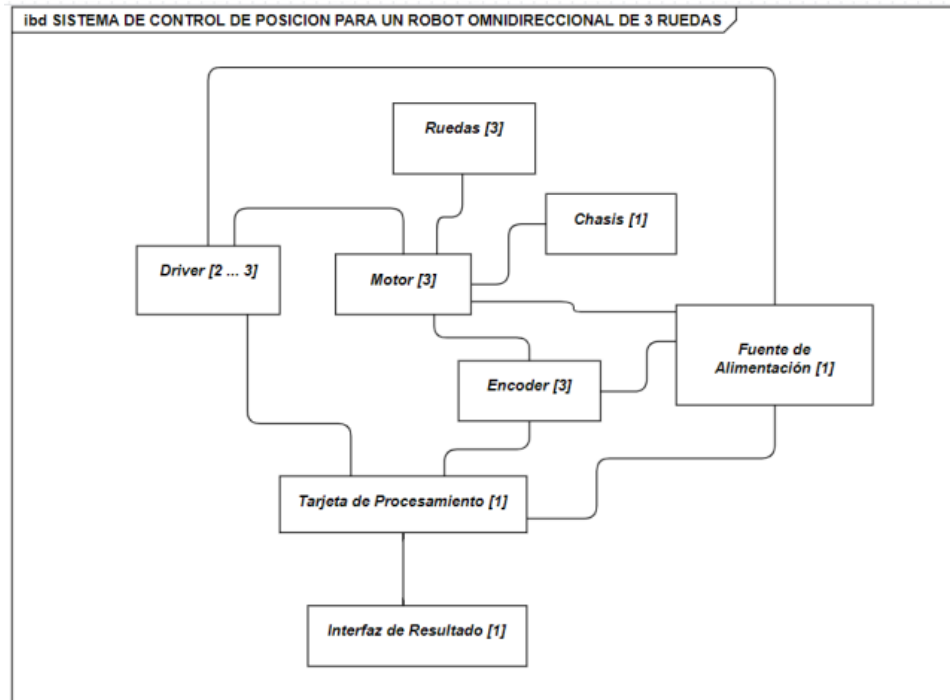 ibd SISTEMA DE CONTROL DE POSICION PARA UN ROBOT OMNIDIRECCIONAL DE 3 RUEDAS
Ruedas [3]
Chasis [1]
Driver [2 ... 3]
Motor [3]
Fuente de
Alimentación [1]
Encoder [3]
Tarjeta de Procesamiento [1]
Interfaz de Resultado [1]